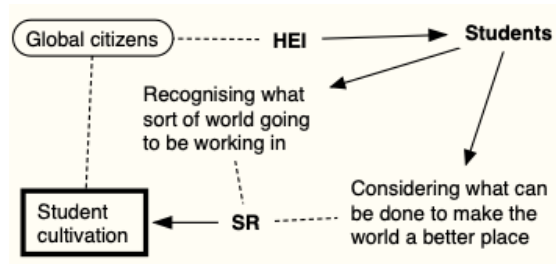 Global citizens
HEI
Students
Recognising what
sort of world going
to be working in
Considering what can
be done to make the
world a better place
SR
Student
cultivation